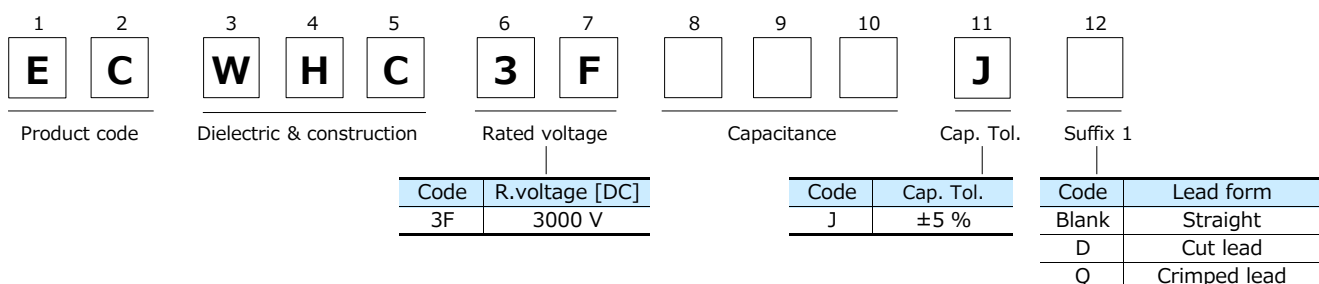 1 2 3 4 5 6 7 8 9 10 11 12
E C W H C 3 F J
Product code Dielectric & construction Rated voltage Capacitance Cap. Tol. Suffix 1
Code R.voltage [DC] Code Cap. Tol. Code Lead form
3F 3000 V J ±5 % Blank Straight
D Cut lead
Q Crimped lead